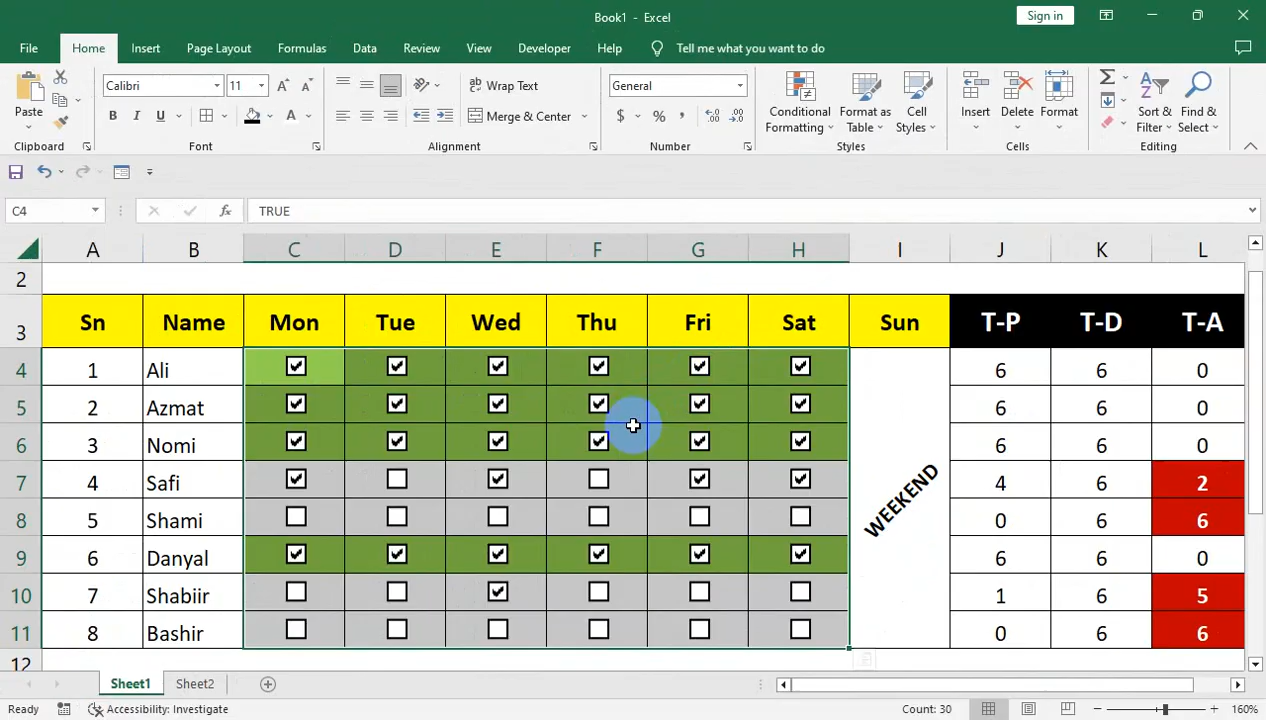 Book1 - Excel
Sign in
File Home Insert Page Layout Formulas Data Review View Developer Help Tell me what you want to do
Calibri 11
Wrap Text
General
Paste
B I U
A
Merge & Center
$ % ,
Conditional Formatting
Format as Table
Cell Styles
Insert
Delete
Format
Sort & Filter
Find & Select
Clipboard Font Alignment Number Styles Cells Editing
C4
fx
TRUE
A B C D E F G H I J K L
2
3 Sn Name Mon Tue Wed Thu Fri Sat Sun T-P T-D T-A
4 1 Ali 6 6 0
5 2 Azmat 6 6 0
6 3 Nomi 6 6 0
7 4 Safi 4 6 2
8 5 Shami 0 6 6
9 6 Danyal 6 6 0
10 7 Shabiir 1 6 5
11 8 Bashir 0 6 6
WEEKEND
12
Sheet1 Sheet2
Ready Accessibility: Investigate Count: 30 160%